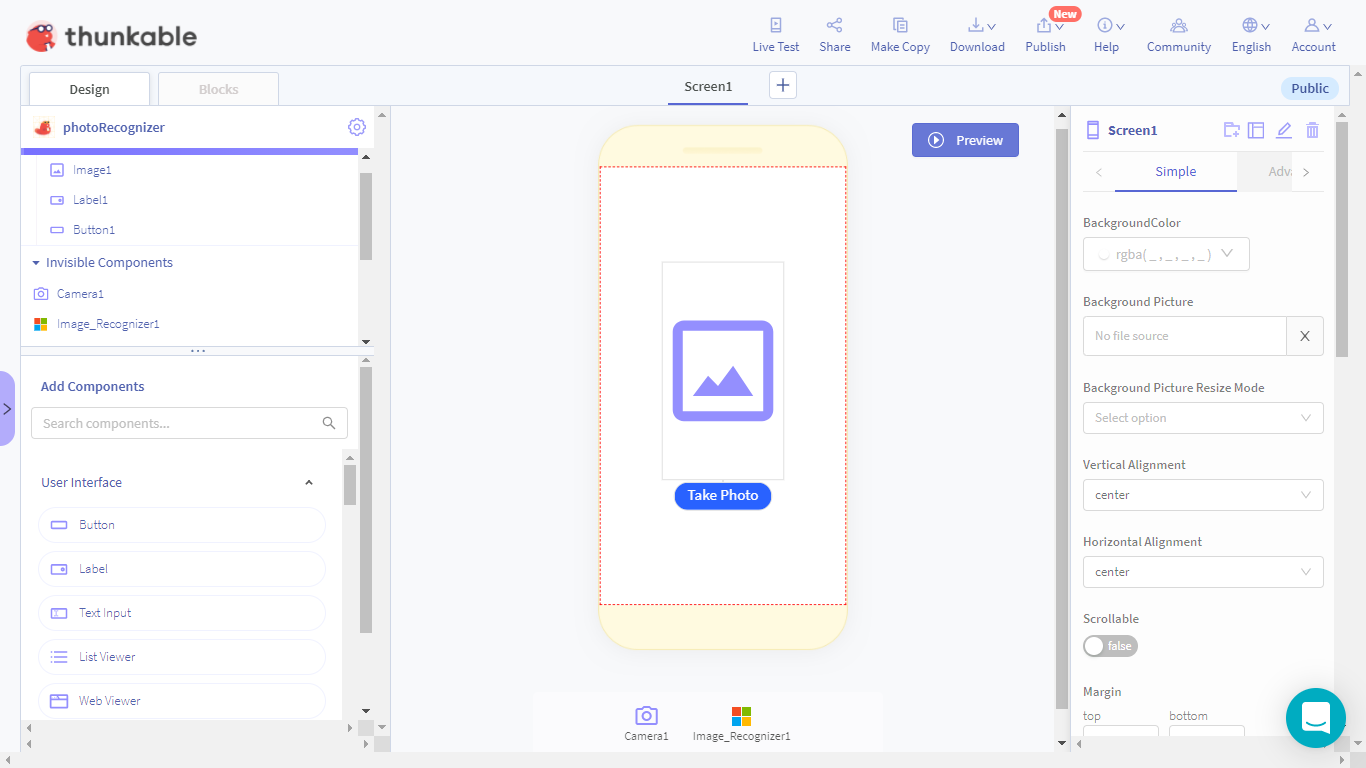 thunkable
Live Test
Share
Make Copy
Download
New
Publish
Help
Community
English
Account
Design
Blocks
Screen1
Public
photoRecognizer
Image1
Label1
Button1
Invisible Components
Camera1
Image_Recognizer1
Add Components
Search components...
User Interface
Button
Label
Text Input
List Viewer
Web Viewer
Preview
Take Photo
Camera1
Image_Recognizer1
Screen1
Simple
Adv
BackgroundColor
rgba( _ , _ , _ , _ )
Background Picture
No file source
X
Background Picture Resize Mode
Select option
Vertical Alignment
center
Horizontal Alignment
center
Scrollable
false
Margin
top bottom